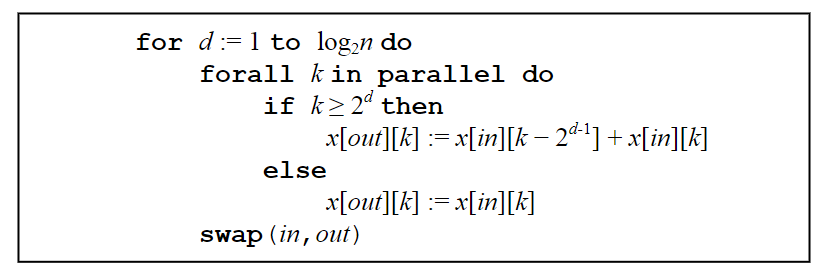 for d := 1 to log₂n do
forall k in parallel do
if k ≥ 2ᵈ then
x[out][k] := x[in][k − 2ᵈ⁻¹] + x[in][k]
else
x[out][k] := x[in][k]
swap(in,out)